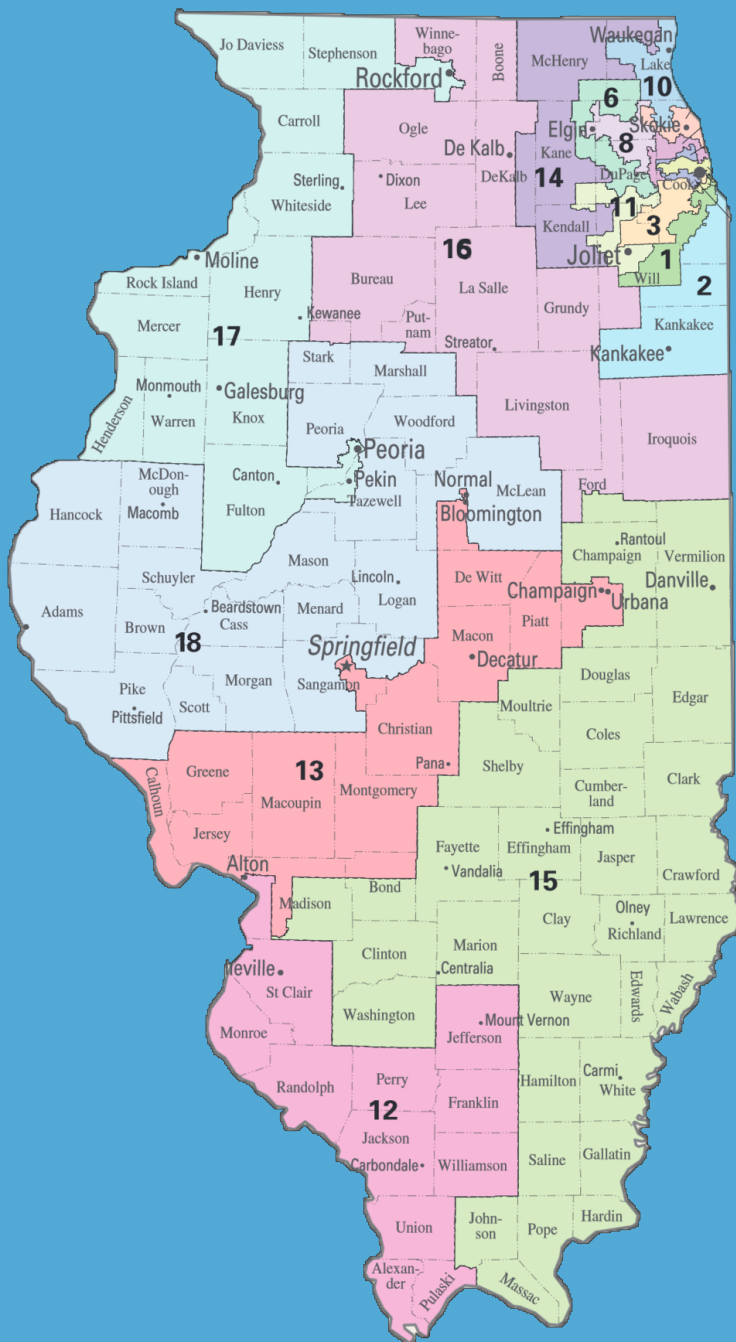 Winne-
bago
Waukegan
Jo Daviess
Stephenson
Boone
McHenry
Lake
Rockford
10
6
Carroll
Ogle
Elgin
Skokie
8
De Kalb
Kane
Sterling
Dixon
DeKalb
14
DuPage
Cook
Whiteside
Lee
11
Kendall
3
Moline
16
Joliet
1
Rock Island
Bureau
La Salle
Will
2
Henry
Grundy
Mercer
Kewanee
Put-
nam
Kankakee
17
Streator
Stark
Marshall
Kankakee
Monmouth
Galesburg
Henderson
Warren
Knox
Peoria
Woodford
Livingston
Iroquois
Peoria
McDon-
ough
Canton
Pekin
Normal
McLean
Ford
Hancock
Macomb
Fulton
Tazewell
Bloomington
Rantoul
Mason
Champaign
Vermilion
Schuyler
Lincoln
De Witt
Danville
Adams
Beardstown
Menard
Logan
Champaign
Urbana
Brown
Cass
18
Piatt
Macon
Springfield
Decatur
Pike
Morgan
Sangamon
Douglas
Edgar
Pittsfield
Scott
Moultrie
Christian
Coles
Calhoun
Greene
13
Pana
Shelby
Montgomery
Cumber-
land
Clark
Macoupin
Jersey
Effingham
Fayette
Effingham
Jasper
Alton
Vandalia
15
Crawford
Bond
Madison
Olney
Clay
Richland
Lawrence
Marion
Clinton
lleville
Centralia
St Clair
Edwards
Wabash
Wayne
Washington
Monroe
Mount Vernon
Jefferson
Perry
Hamilton
Carmi
White
Randolph
12
Franklin
Jackson
Carbondale
Williamson
Saline
Gallatin
Union
John-
son
Pope
Hardin
Alexan-
der
Pulaski
Massac